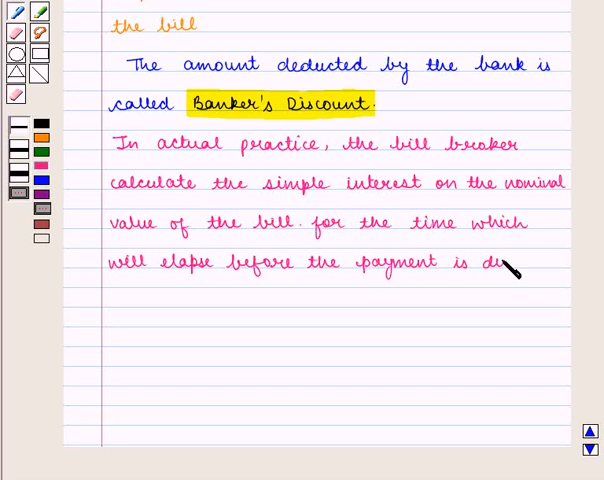 the bill
The amount deducted by the bank is
called Banker's Discount.
In actual practice, the bill broker
calculate the simple interest on the nominal
value of the bill. for the time which
will elapse before the payment is du